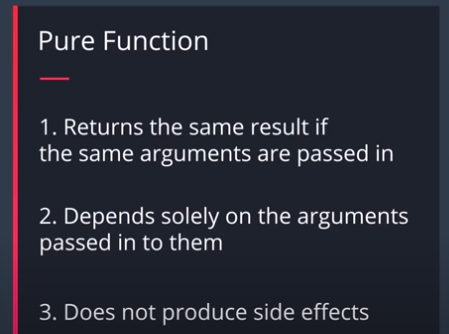 Pure Function
1. Returns the same result if
the same arguments are passed in
2. Depends solely on the arguments
passed in to them
3. Does not produce side effects